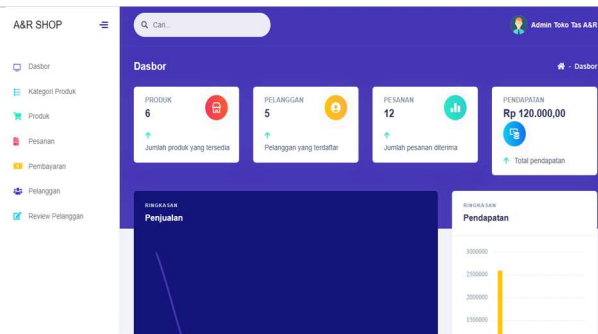 A&R SHOP
Cari...
Admin Toko Tas A&R
Dasbor
Kategori Produk
Produk
Pesanan
Pembayaran
Pelanggan
Review Pelanggan
Dasbor
- Dasbor
PRODUK
6
Jumlah produk yang tersedia
PELANGGAN
5
Pelanggan yang terdaftar
PESANAN
12
Jumlah pesanan diterima
PENDAPATAN
Rp 120.000,00
Total pendapatan
RINGKASAN
Penjualan
RINGKASAN
Pendapatan
3000000
2500000
2000000
1500000